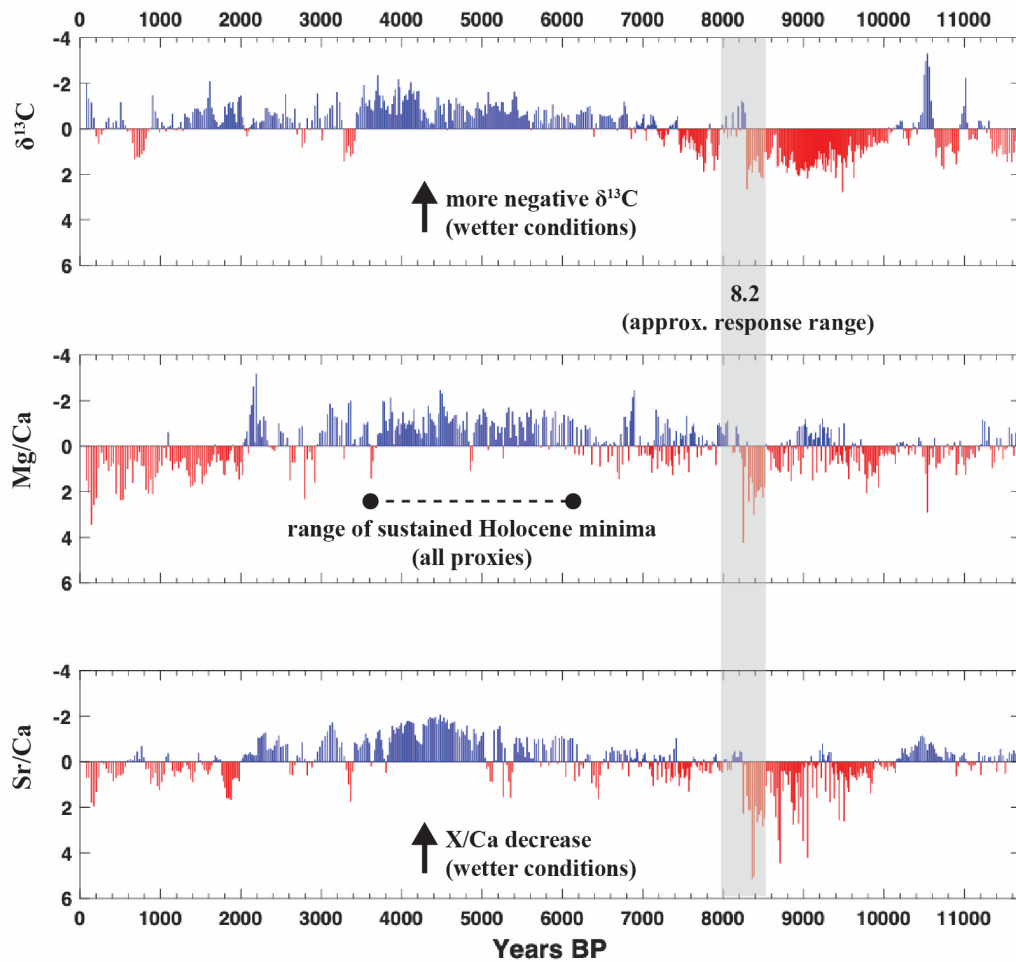 0 1000 2000 3000 4000 5000 6000 7000 8000 9000 10000 11000
-4
-2
0
2
4
6
δ¹³C
more negative δ¹³C
(wetter conditions)
8.2
(approx. response range)
-4
-2
0
2
4
6
Mg/Ca
range of sustained Holocene minima
(all proxies)
-4
-2
0
2
4
6
Sr/Ca
X/Ca decrease
(wetter conditions)
0 1000 2000 3000 4000 5000 6000 7000 8000 9000 10000 11000
Years BP